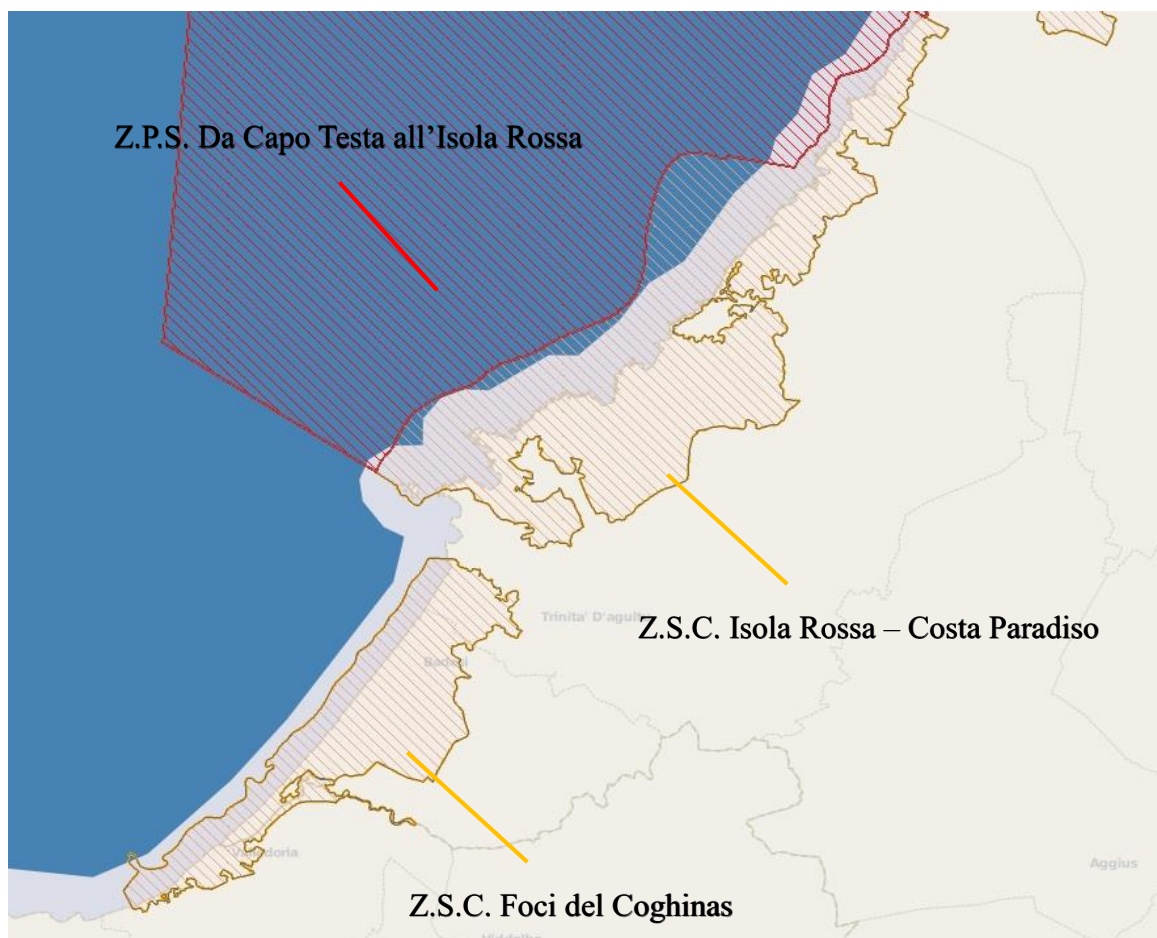 Z.P.S. Da Capo Testa all’Isola Rossa
Trinita' D'agultu
Z.S.C. Isola Rossa – Costa Paradiso
Badesi
Valledoria
Aggius
Z.S.C. Foci del Coghinas